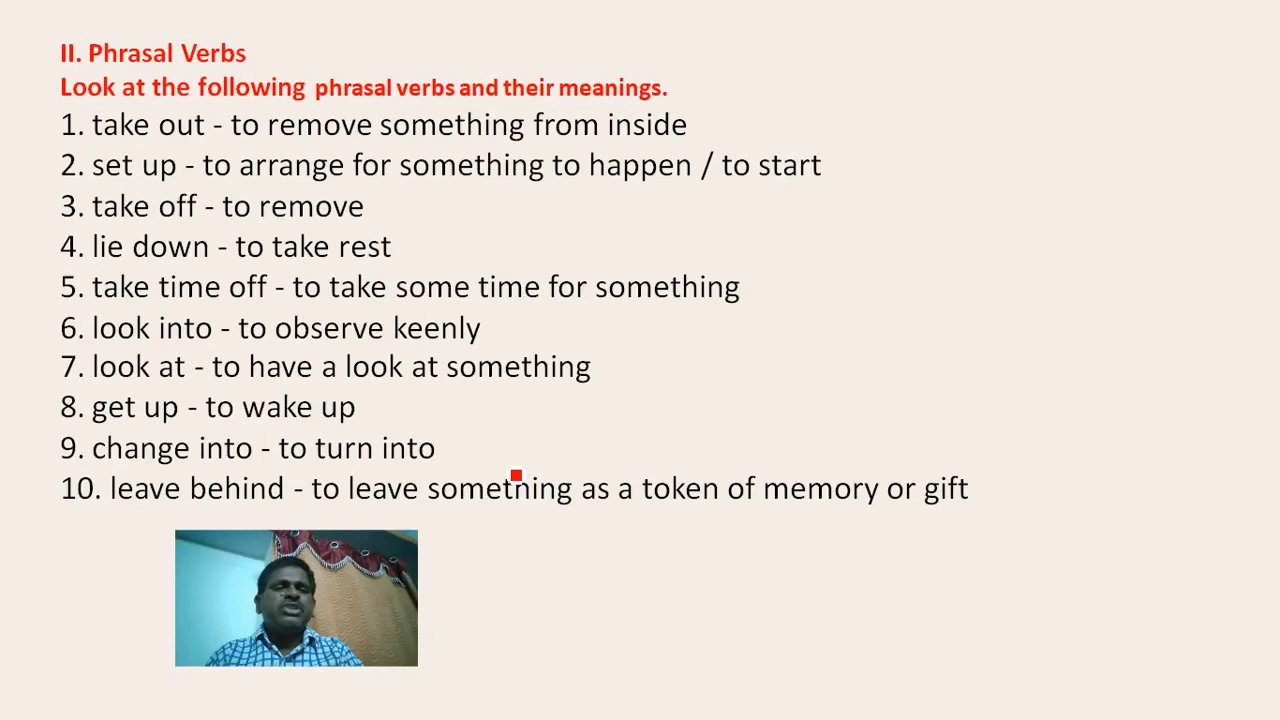 II. Phrasal Verbs
Look at the following phrasal verbs and their meanings.
1. take out - to remove something from inside
2. set up - to arrange for something to happen / to start
3. take off - to remove
4. lie down - to take rest
5. take time off - to take some time for something
6. look into - to observe keenly
7. look at - to have a look at something
8. get up - to wake up
9. change into - to turn into
10. leave behind - to leave something as a token of memory or gift